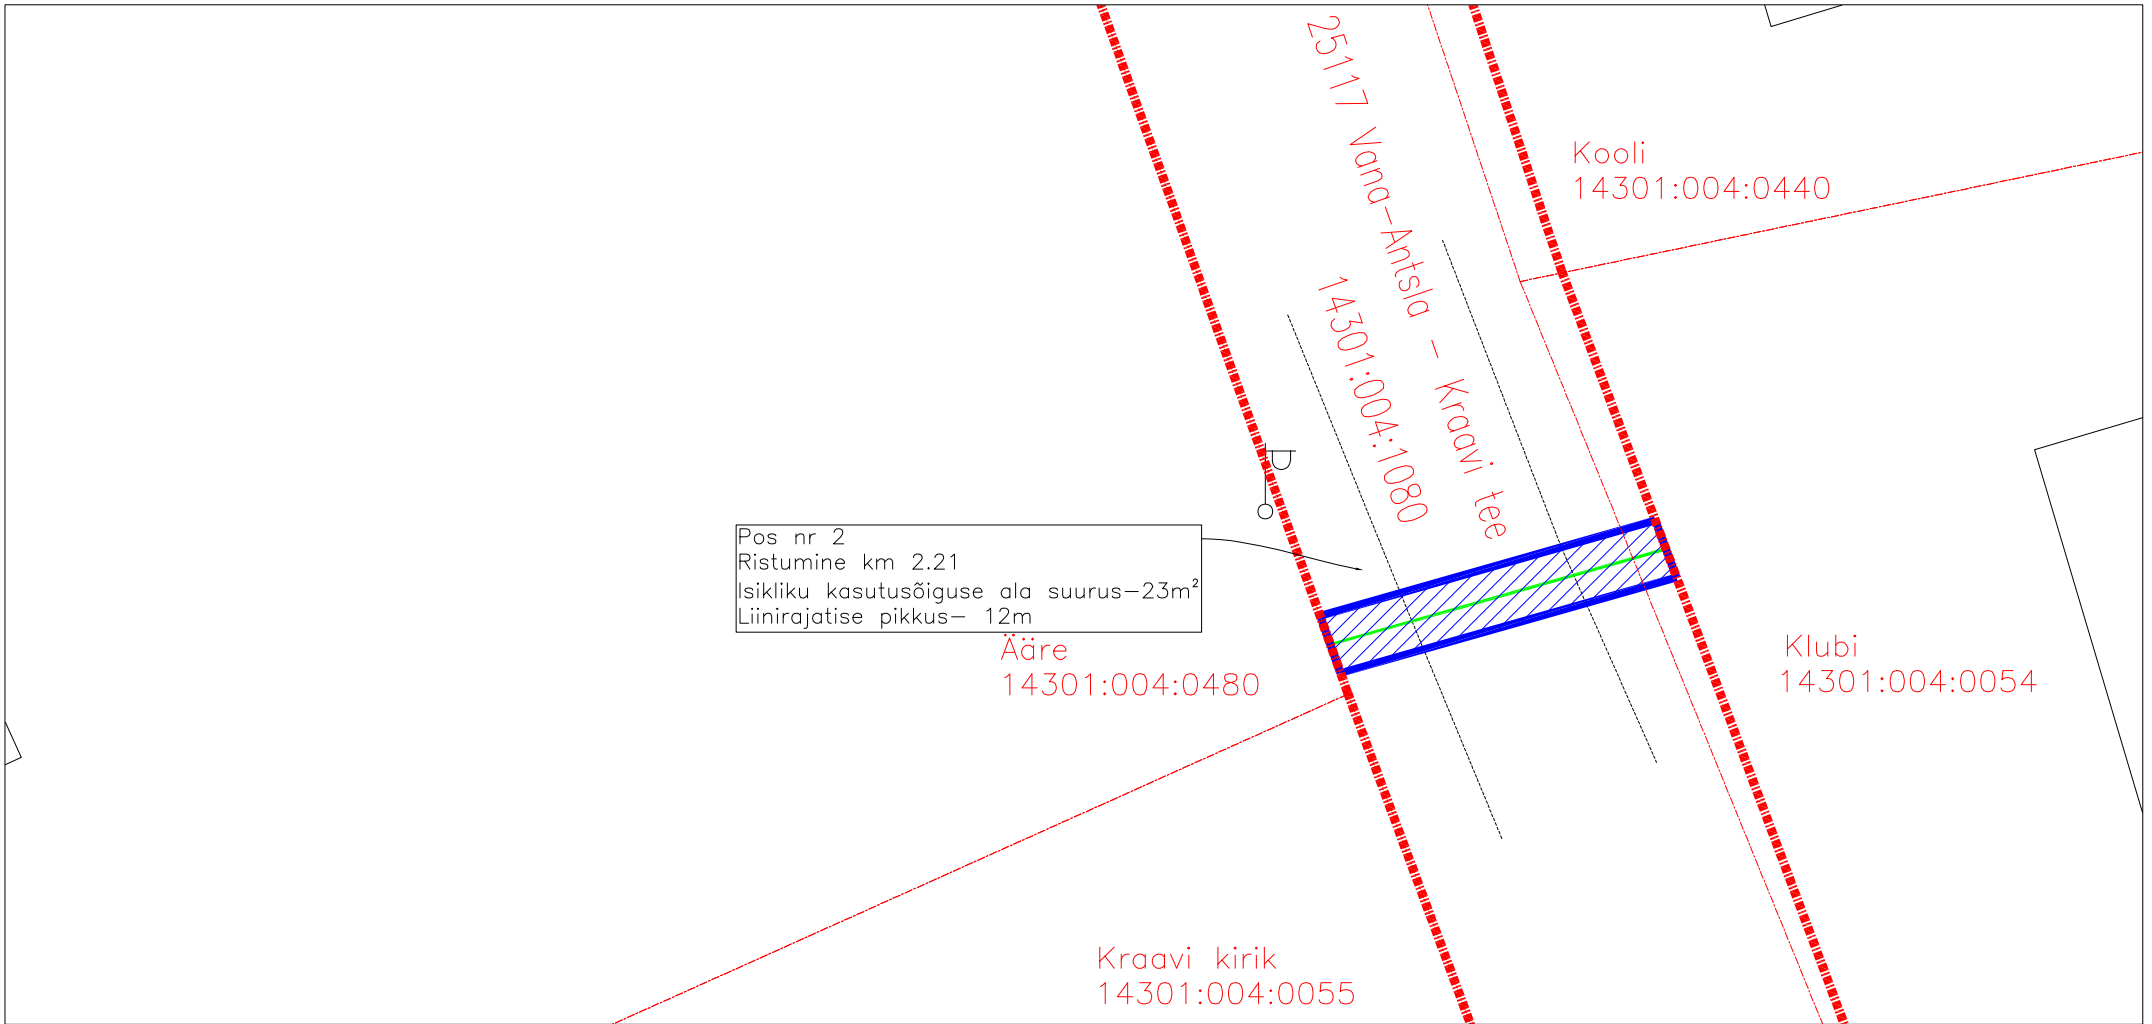 25117 Vana-Antsla - Kraavi tee
14301:004:1080
Kooli
14301:004:0440
Pos nr 2
Ristumine km 2.21
Isikliku kasutusõiguse ala suurus-23m²
Liinirajatise pikkus- 12m
Ääre
14301:004:0480
Klubi
14301:004:0054
Kraavi kirik
14301:004:0055